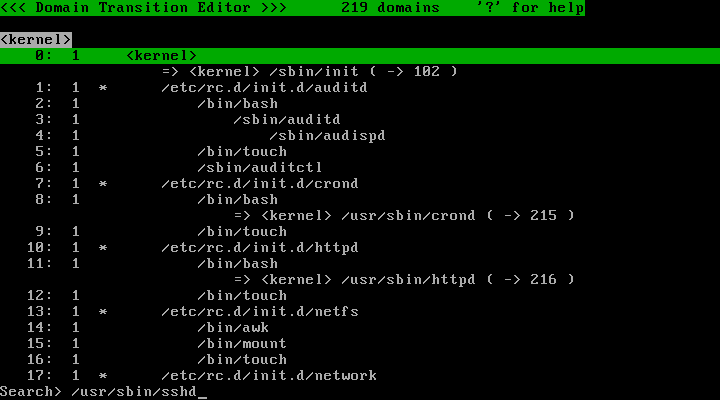 <<< Domain Transition Editor >>>      219 domains    '?' for help
<kernel>
    0:  1     <kernel>
                  => <kernel> /sbin/init ( -> 102 )
    1:  1  *      /etc/rc.d/init.d/auditd
    2:  1             /bin/bash
    3:  1                 /sbin/auditd
    4:  1                     /sbin/audispd
    5:  1             /bin/touch
    6:  1             /sbin/auditctl
    7:  1  *      /etc/rc.d/init.d/crond
    8:  1             /bin/bash
                          => <kernel> /usr/sbin/crond ( -> 215 )
    9:  1             /bin/touch
   10:  1  *      /etc/rc.d/init.d/httpd
   11:  1             /bin/bash
                          => <kernel> /usr/sbin/httpd ( -> 216 )
   12:  1             /bin/touch
   13:  1  *      /etc/rc.d/init.d/netfs
   14:  1             /bin/awk
   15:  1             /bin/mount
   16:  1             /bin/touch
   17:  1  *      /etc/rc.d/init.d/network
Search> /usr/sbin/sshd_